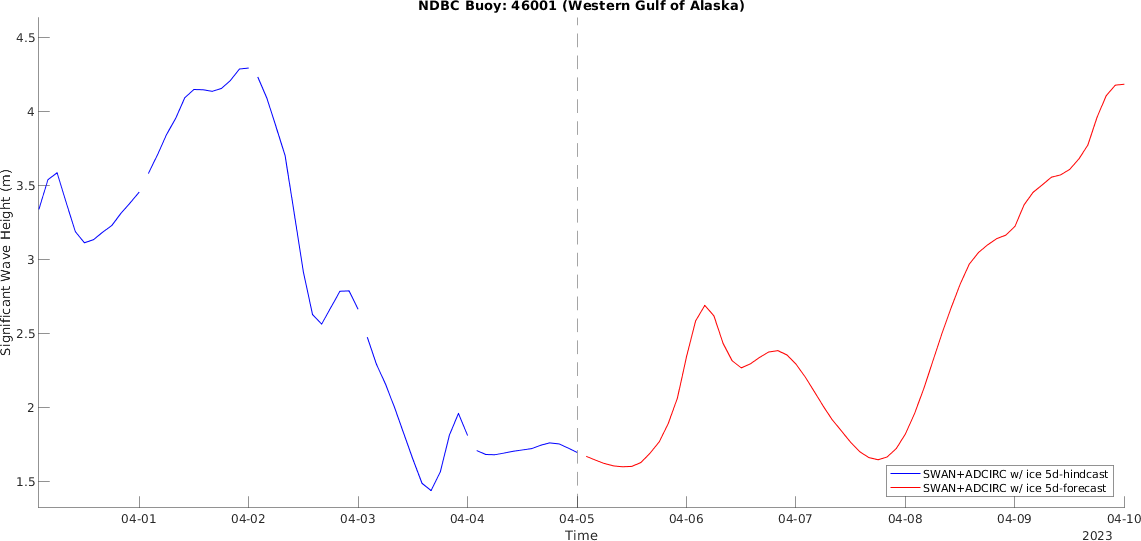 NDBC Buoy: 46001 (Western Gulf of Alaska)
4.5
4
3.5
3
2.5
2
1.5
Significant Wave Height (m)
04-01 04-02 04-03 04-04 04-05 04-06 04-07 04-08 04-09 04-10
Time
2023
SWAN+ADCIRC w/ ice 5d-hindcast
SWAN+ADCIRC w/ ice 5d-forecast